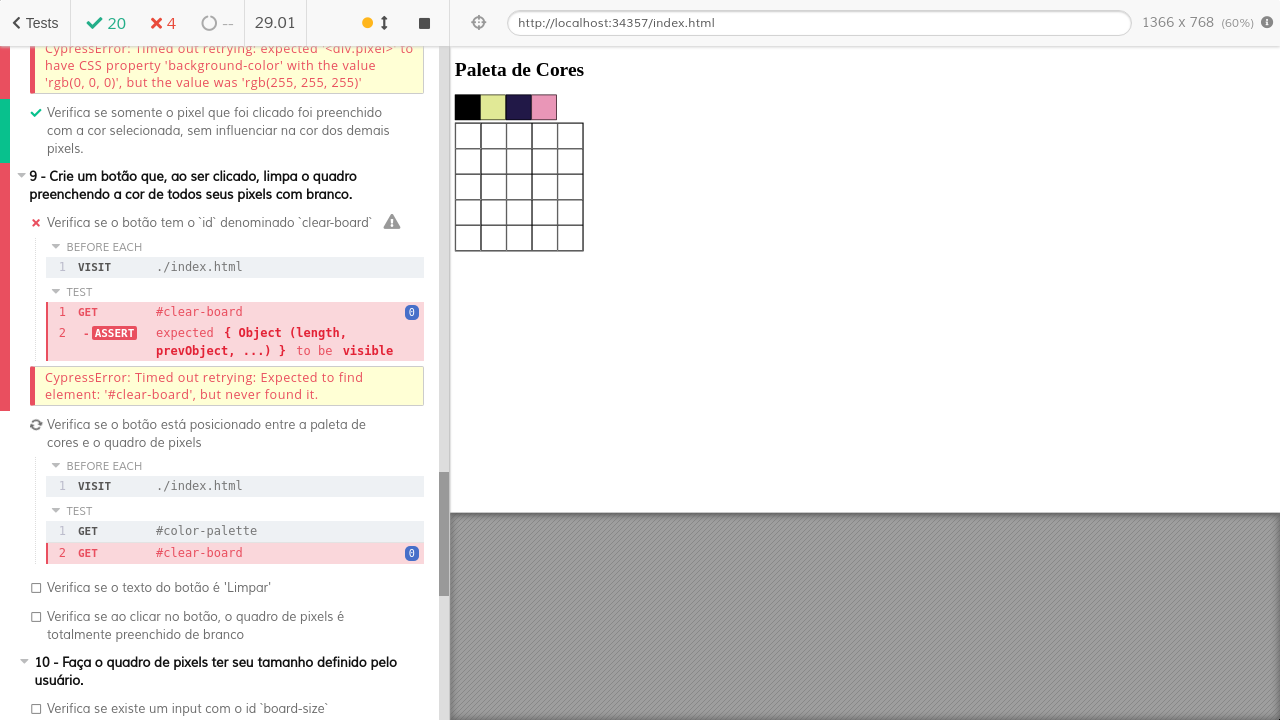 Tests 20 4 -- 29.01 http://localhost:34357/index.html 1366 x 768 (60%)
CypressError: Timed out retrying: expected '<div.pixel>' to
have CSS property 'background-color' with the value
'rgb(0, 0, 0)', but the value was 'rgb(255, 255, 255)'
Verifica se somente o pixel que foi clicado foi preenchido
com a cor selecionada, sem influenciar na cor dos demais
pixels.
9 - Crie um botão que, ao ser clicado, limpa o quadro
preenchendo a cor de todos seus pixels com branco.
Verifica se o botão tem o `id` denominado `clear-board`
BEFORE EACH
1 VISIT ./index.html
TEST
1 GET #clear-board 0
2 -ASSERT expected { Object (length,
prevObject, ...) } to be visible
CypressError: Timed out retrying: Expected to find
element: '#clear-board', but never found it.
Verifica se o botão está posicionado entre a paleta de
cores e o quadro de pixels
BEFORE EACH
1 VISIT ./index.html
TEST
1 GET #color-palette
2 GET #clear-board 0
Verifica se o texto do botão é 'Limpar'
Verifica se ao clicar no botão, o quadro de pixels é
totalmente preenchido de branco
10 - Faça o quadro de pixels ter seu tamanho definido pelo
usuário.
Verifica se existe um input com o id `board-size`
Paleta de Cores